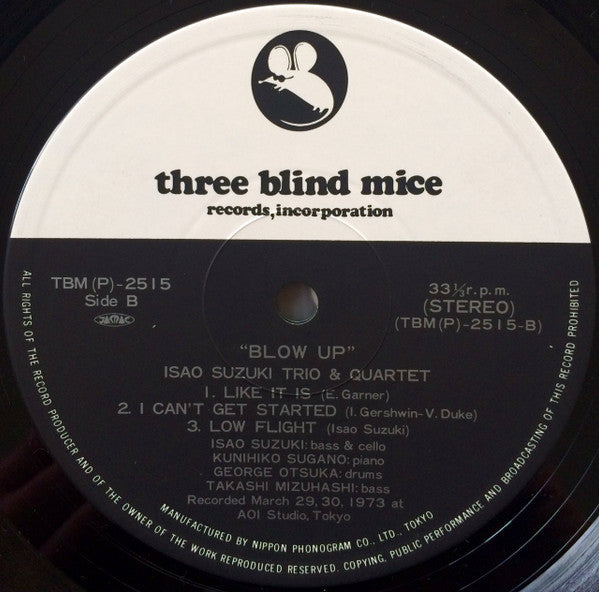 three blind mice
records, incorporation
TBM(P)-2515
Side B
JASRAC
33 ⅓ r.p.m.
(STEREO)
(TBM(P)-2515-B)
"BLOW UP"
ISAO SUZUKI TRIO & QUARTET
1. LIKE IT IS (E. Garner)
2. I CAN'T GET STARTED (I. Gershwin-V. Duke)
3. LOW FLIGHT (Isao Suzuki)
ISAO SUZUKI: bass & cello
KUNIHIKO SUGANO: piano
GEORGE OTSUKA: drums
TAKASHI MIZUHASHI: bass
Recorded March 29, 30, 1973 at
AOI Studio, Tokyo
MANUFACTURED BY NIPPON PHONOGRAM CO., LTD., TOKYO
ALL RIGHTS OF THE RECORD PRODUCER AND OF THE OWNER OF THE WORK REPRODUCED RESERVED. COPYING, PUBLIC PERFORMANCE AND BROADCASTING OF THIS RECORD PROHIBITED